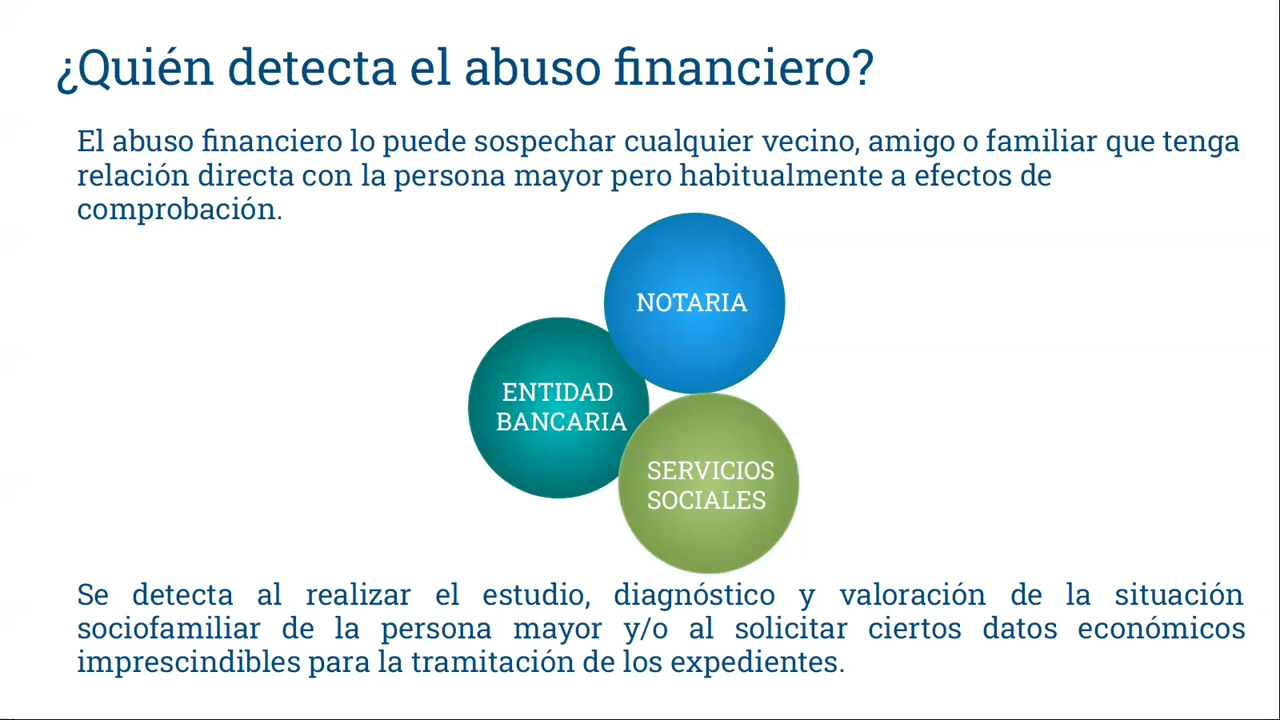 ¿Quién detecta el abuso financiero?
El abuso financiero lo puede sospechar cualquier vecino, amigo o familiar que tenga
relación directa con la persona mayor pero habitualmente a efectos de
comprobación.
NOTARIA
ENTIDAD
BANCARIA
SERVICIOS
SOCIALES
Se detecta al realizar el estudio, diagnóstico y valoración de la situación
sociofamiliar de la persona mayor y/o al solicitar ciertos datos económicos
imprescindibles para la tramitación de los expedientes.